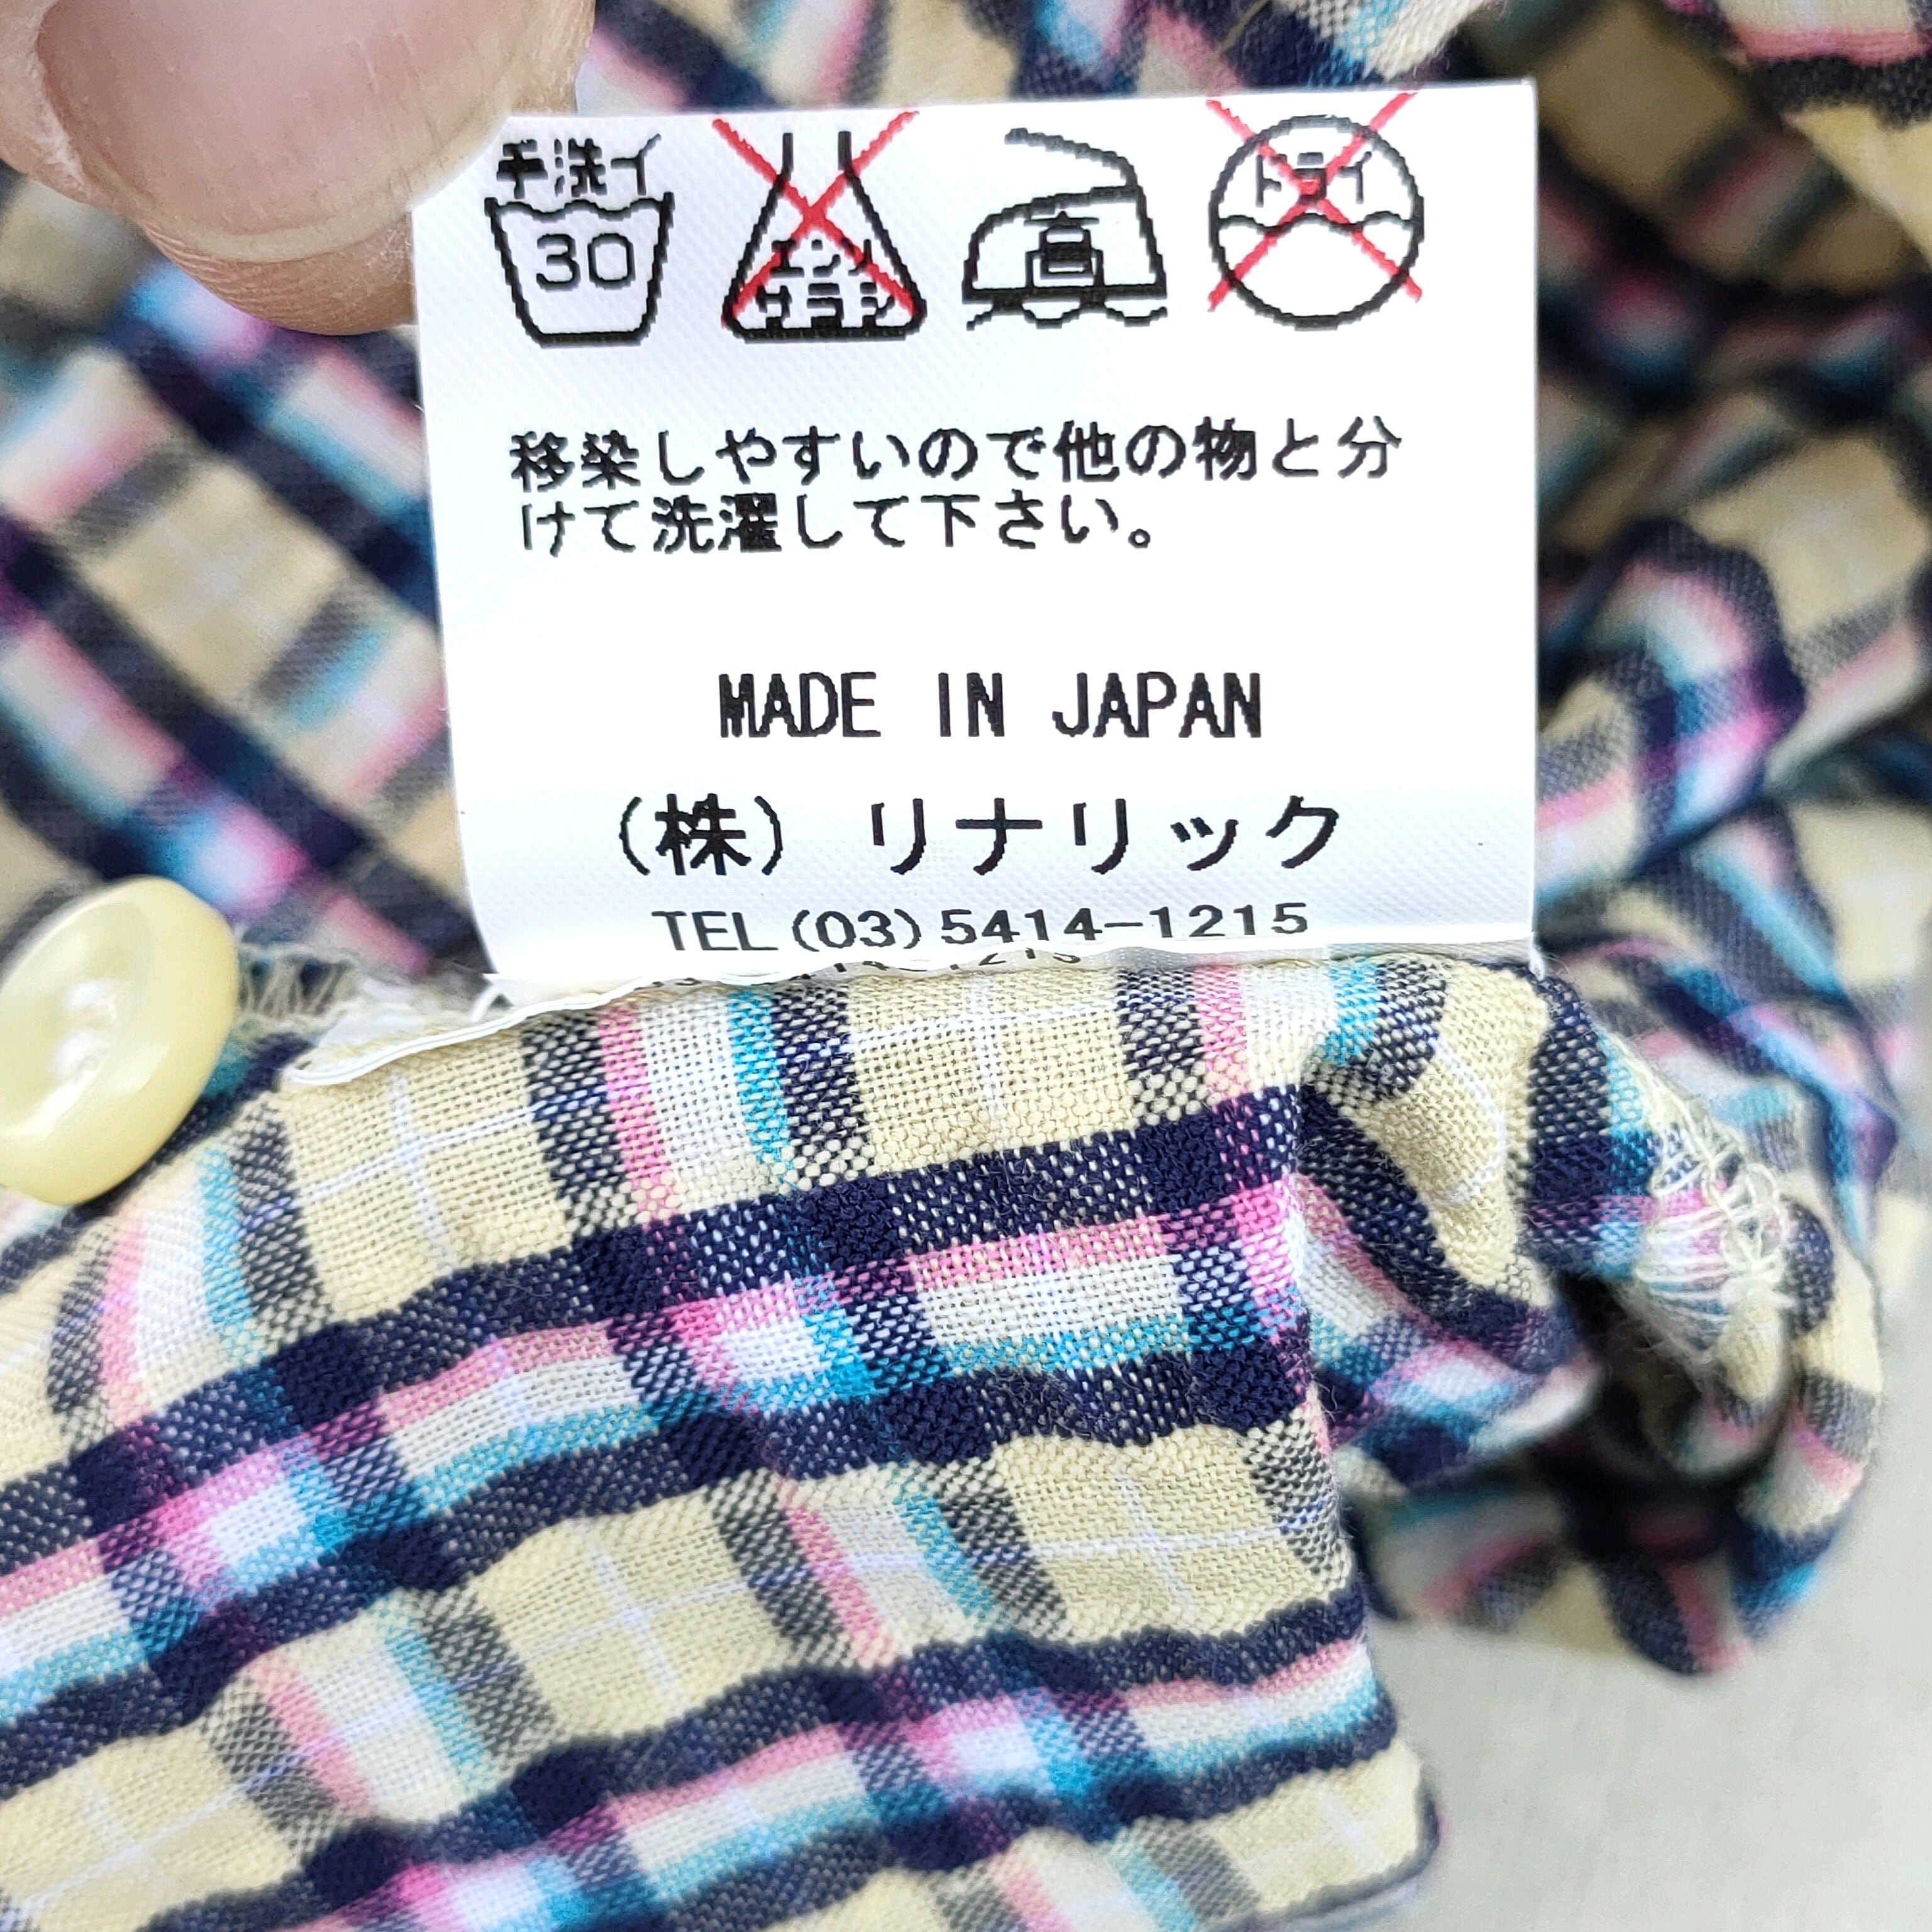 手洗イ
30
エンソ
サラシ
中
ドライ
移染しやすいので他の物と分
けて洗濯して下さい。
MADE IN JAPAN
(株) リナリック
TEL(03)5414-1215